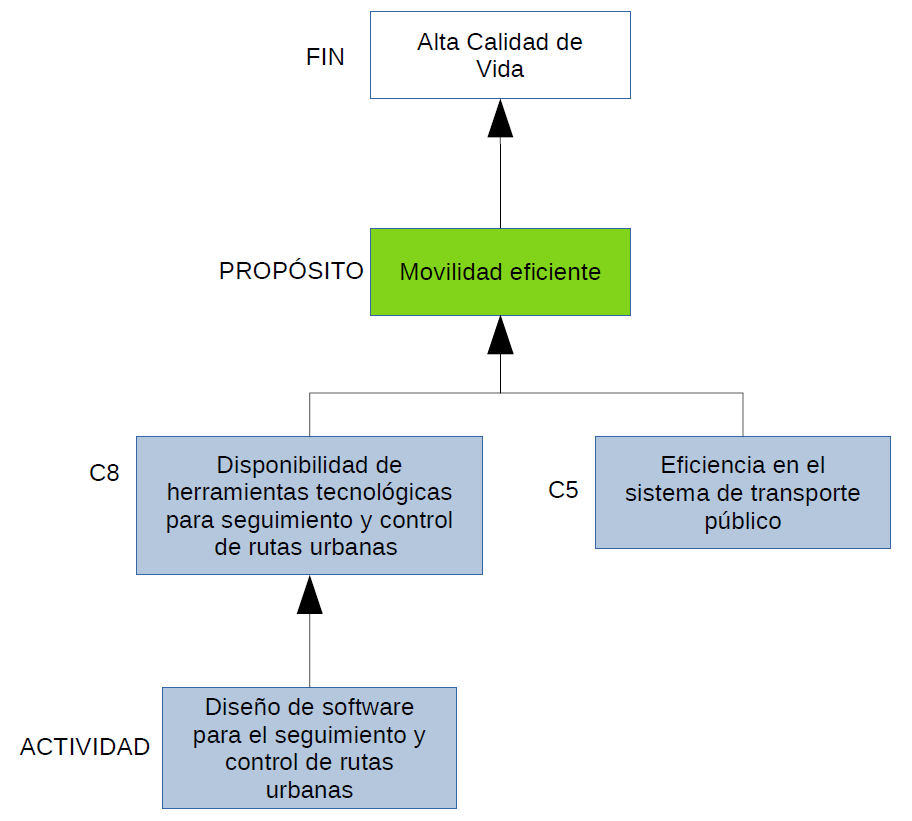 FIN
Alta Calidad de
Vida
PROPÓSITO
Movilidad eficiente
C8
Disponibilidad de
herramientas tecnológicas
para seguimiento y control
de rutas urbanas
C5
Eficiencia en el
sistema de transporte
público
ACTIVIDAD
Diseño de software
para el seguimiento y
control de rutas
urbanas